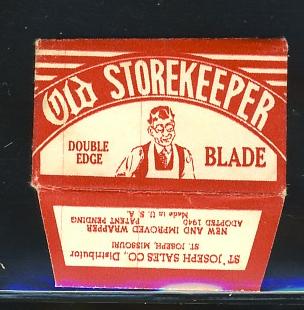 Old STOREKEEPER
DOUBLE
EDGE
BLADE
ST. JOSEPH SALES CO., Distributor
ST. JOSEPH, MISSOURI
NEW AND IMPROVED WRAPPER
ADOPTED 1940 PATENT PENDING
Made in U. S. A.